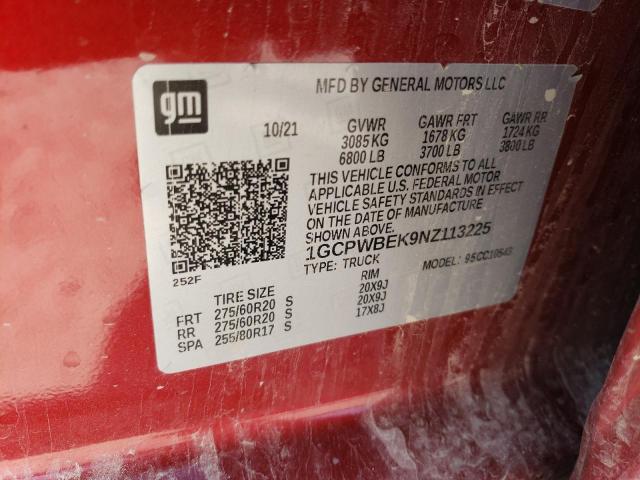 gm
MFD BY GENERAL MOTORS LLC
10/21 GVWR GAWR FRT GAWR RR
3085 KG 1678 KG 1724 KG
6800 LB 3700 LB 3800 LB
THIS VEHICLE CONFORMS TO ALL
APPLICABLE U.S. FEDERAL MOTOR
VEHICLE SAFETY STANDARDS IN EFFECT
ON THE DATE OF MANUFACTURE
SHOWN ABOVE.
1GCPWBEK9NZ113225
TYPE: TRUCK MODEL:
252F
TIRE SIZE RIM
FRT 275/60R20 S 20X9J
RR 275/60R20 S 20X9J
SPA 255/80R17 S 17X8J